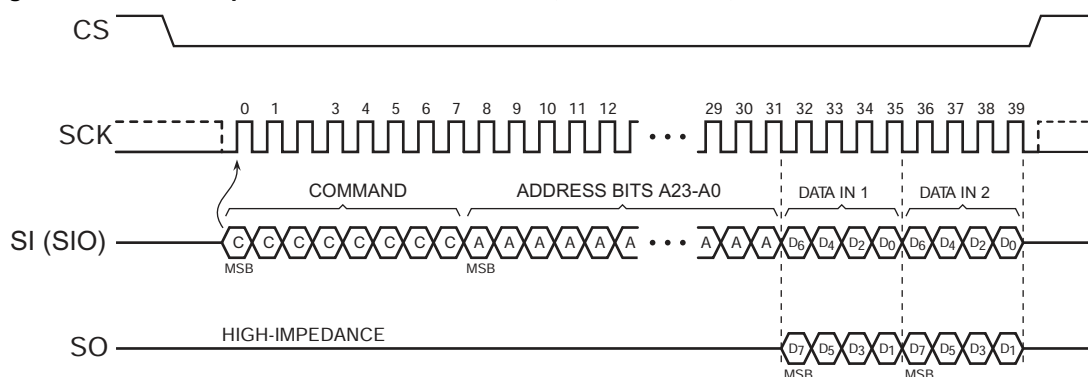 CS
0 1 3 4 5 6 7 8 9 10 11 12 29 30 31 32 33 34 35 36 37 38 39
SCK
COMMAND ADDRESS BITS A23-A0 DATA IN 1 DATA IN 2
SI (SIO) C C C C C C C C A A A A A A • • • A A A D6 D4 D2 D0 D6 D4 D2 D0
MSB MSB
HIGH-IMPEDANCE
SO D7 D5 D3 D1 D7 D5 D3 D1
MSB MSB